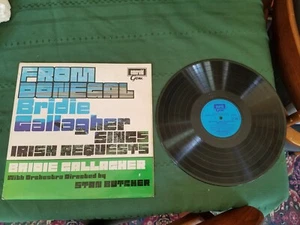 FROM
DONEGAL
Bridie
Gallagher
SINGS
IRISH REQUESTS
BRIDIE GALLAGHER
With Orchestra Directed by
STAN BUTCHER